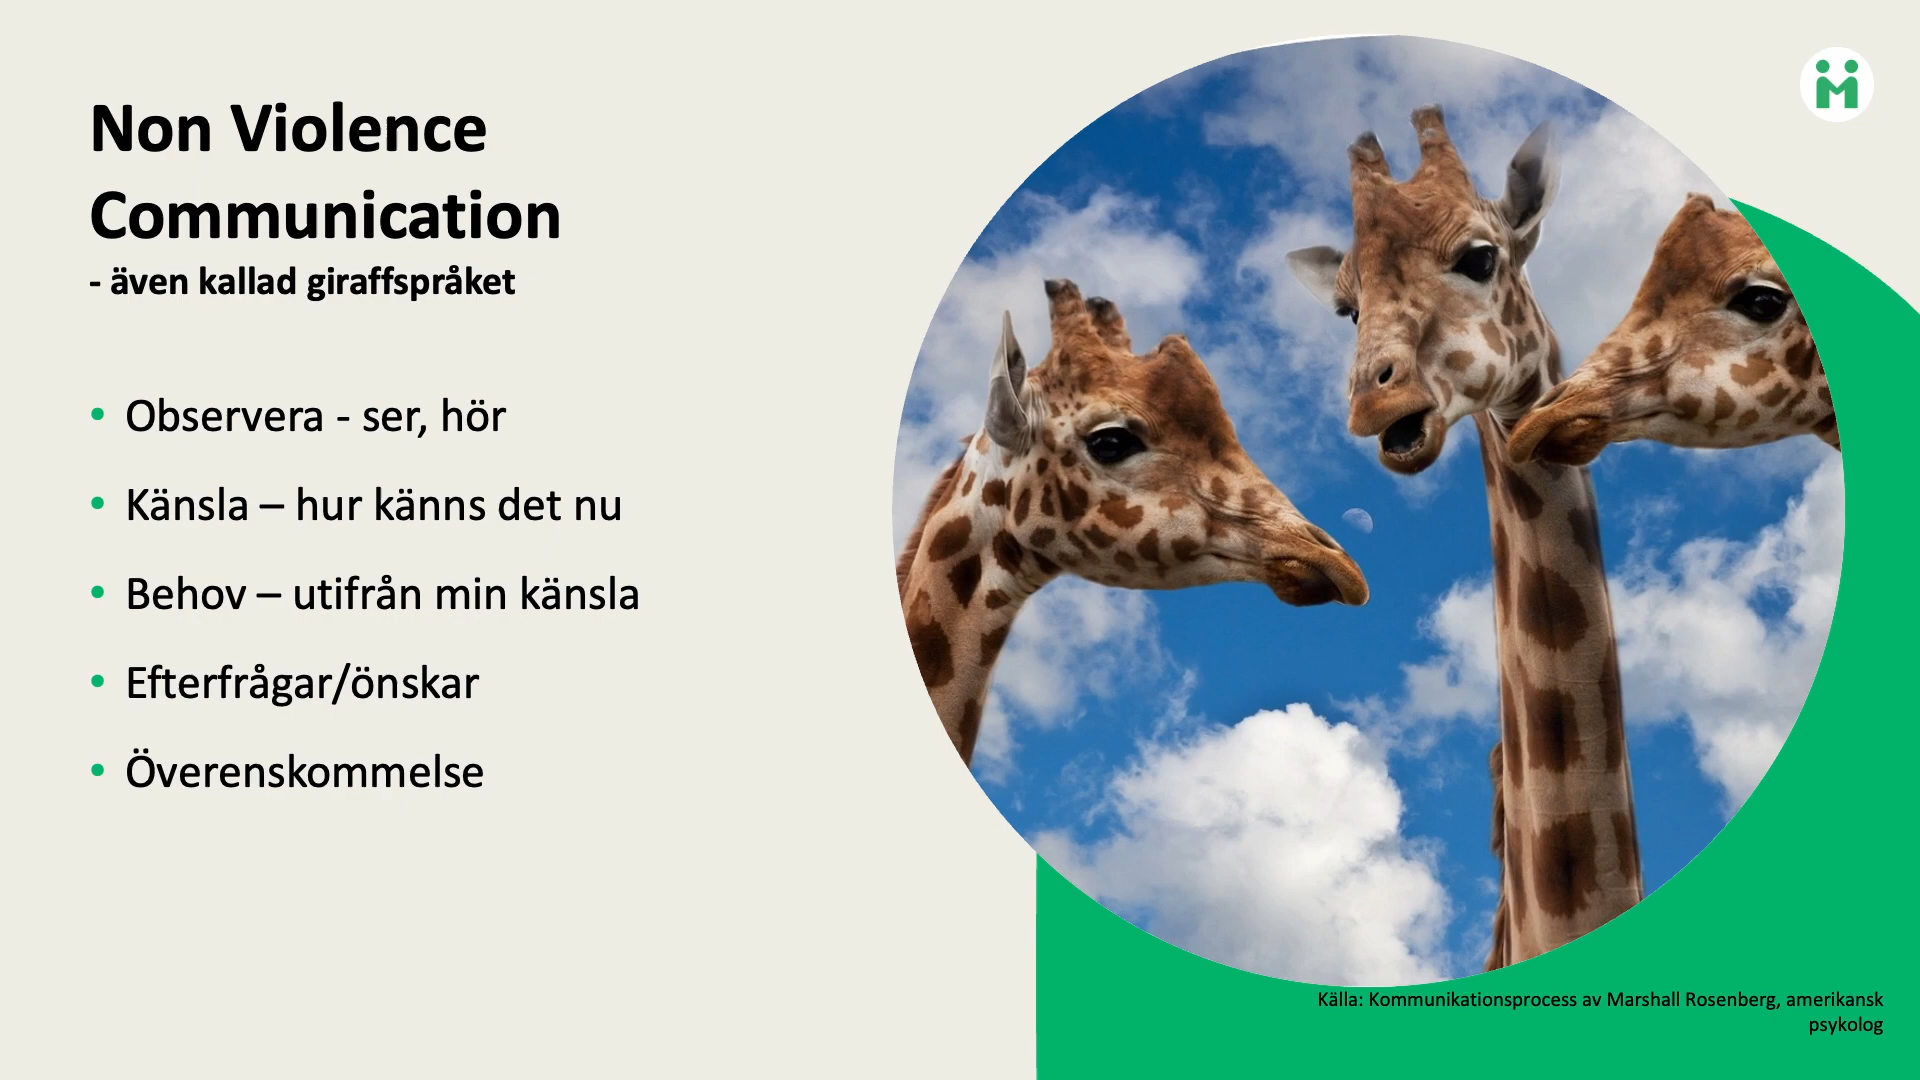 Non Violence
Communication
- även kallad giraffspråket
• Observera - ser, hör
• Känsla – hur känns det nu
• Behov – utifrån min känsla
• Efterfrågar/önskar
• Överenskommelse
Källa: Kommunikationsprocess av Marshall Rosenberg, amerikansk
psykolog